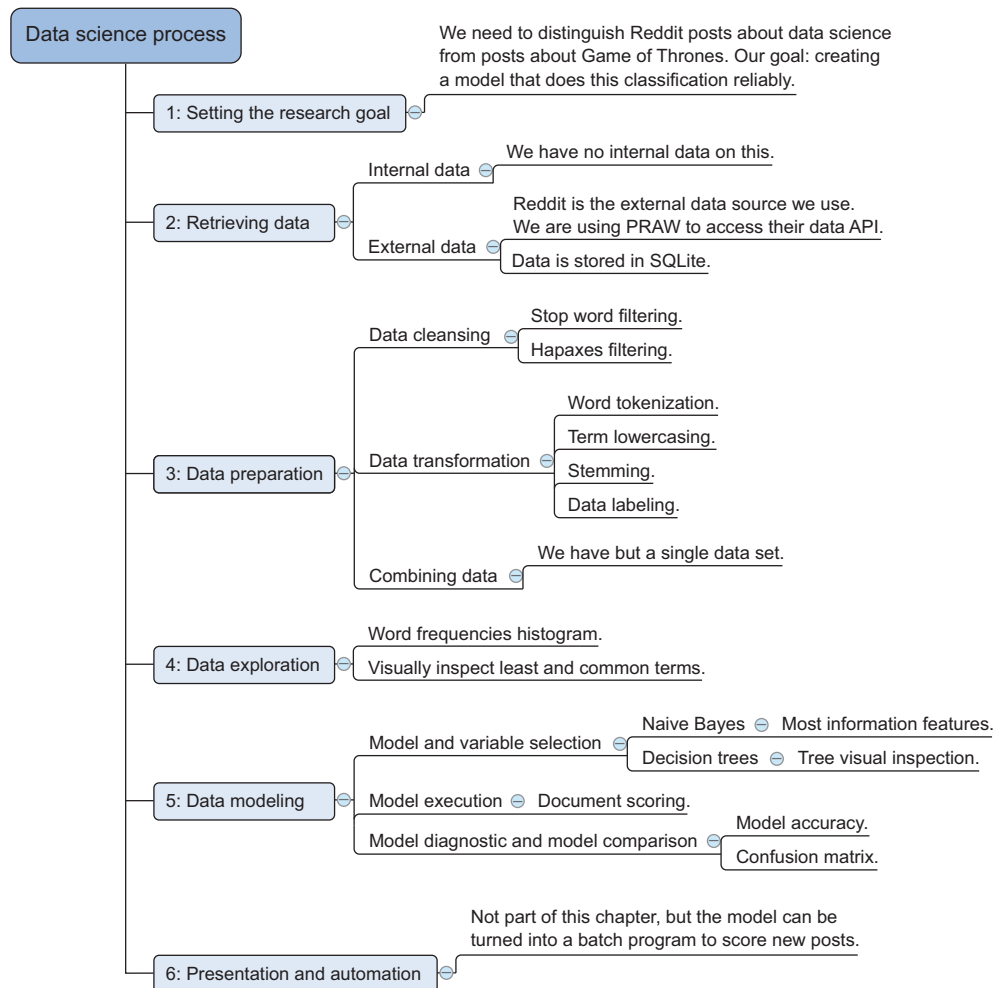 Data science process
We need to distinguish Reddit posts about data science
from posts about Game of Thrones. Our goal: creating
a model that does this classification reliably.
1: Setting the research goal
We have no internal data on this.
Internal data
2: Retrieving data
Reddit is the external data source we use.
We are using PRAW to access their data API.
External data
Data is stored in SQLite.
Stop word filtering.
Data cleansing
Hapaxes filtering.
Word tokenization.
Term lowercasing.
3: Data preparation
Data transformation
Stemming.
Data labeling.
We have but a single data set.
Combining data
Word frequencies histogram.
4: Data exploration
Visually inspect least and common terms.
Naive Bayes
Most information features.
Model and variable selection
Decision trees
Tree visual inspection.
5: Data modeling
Model execution
Document scoring.
Model accuracy.
Model diagnostic and model comparison
Confusion matrix.
Not part of this chapter, but the model can be
turned into a batch program to score new posts.
6: Presentation and automation